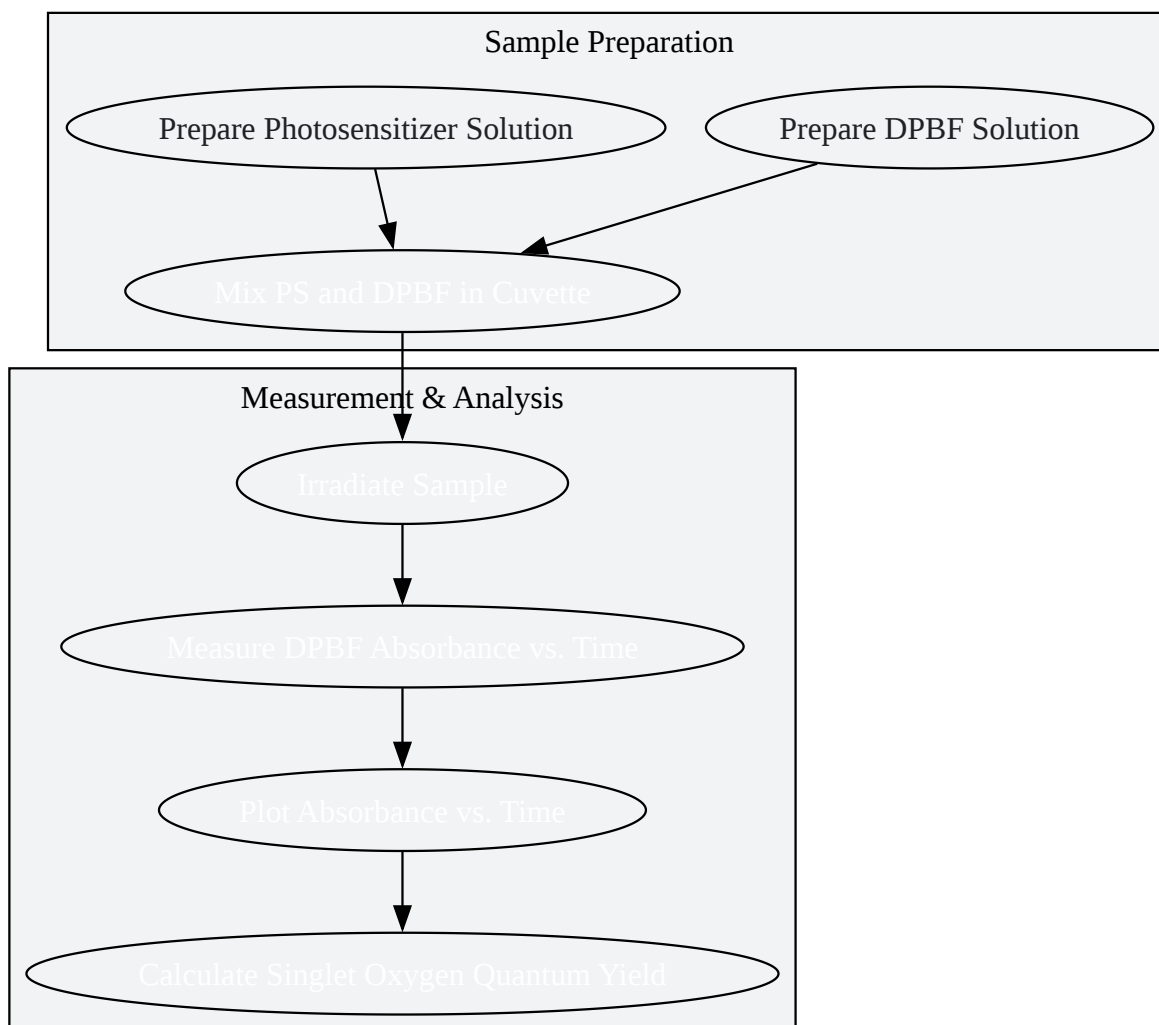 Sample Preparation
Prepare Photosensitizer Solution
Prepare DPBF Solution
Mix PS and DPBF in Cuvette
Measurement & Analysis
Irradiate Sample
Measure DPBF Absorbance vs. Time
Plot Absorbance vs. Time
Calculate Singlet Oxygen Quantum Yield